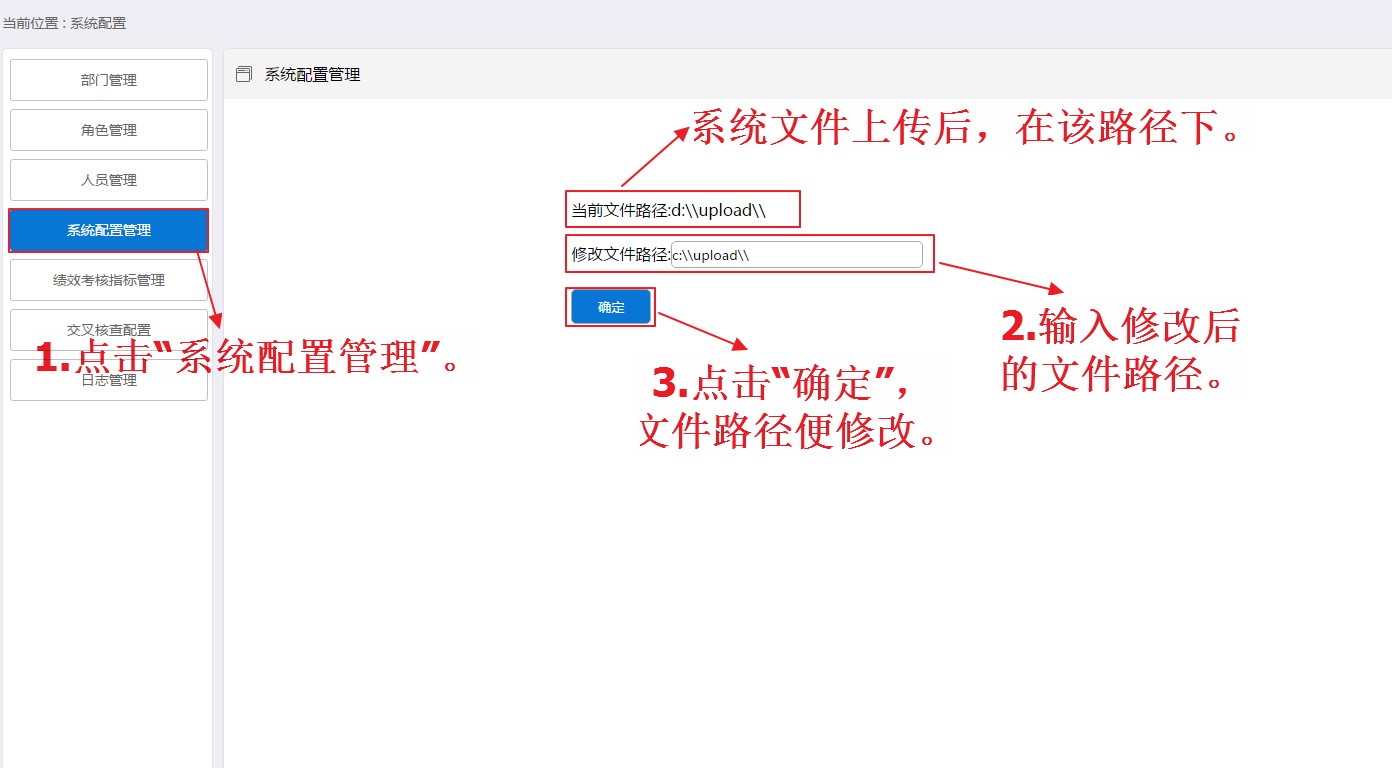 当前位置 : 系统配置
部门管理
角色管理
人员管理
系统配置管理
绩效考核指标管理
交叉核查配置
1.点击“系统配置管理”。
日志管理
系统配置管理
系统文件上传后，在该路径下。
当前文件路径:d:\\upload\\
修改文件路径:c:\\upload\\
确定
2.输入修改后
的文件路径。
3.点击“确定”，
文件路径便修改。